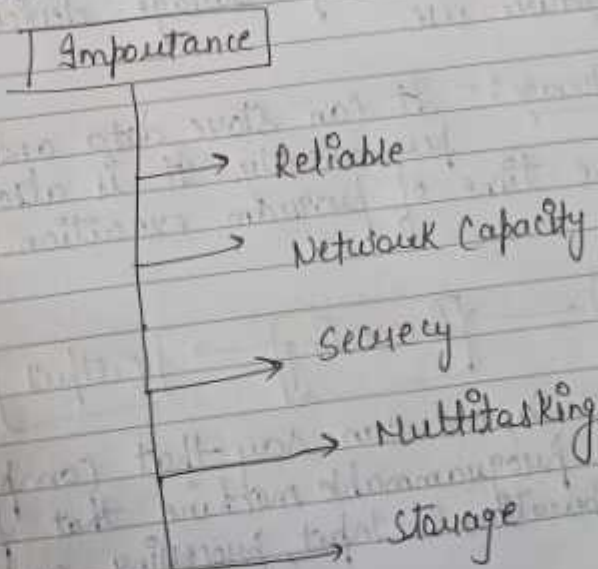 Importance
Reliable
Network Capacity
Secrecy
Multitasking
Storage